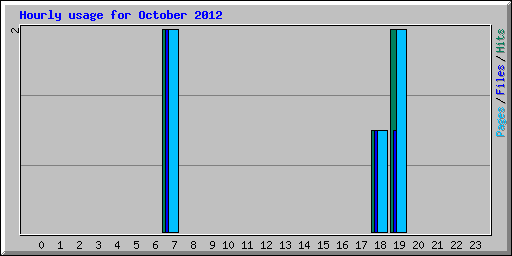 Hourly usage for October 2012
2
Pages/Files/Hits
0 1 2 3 4 5 6 7 8 9 10 11 12 13 14 15 16 17 18 19 20 21 22 23